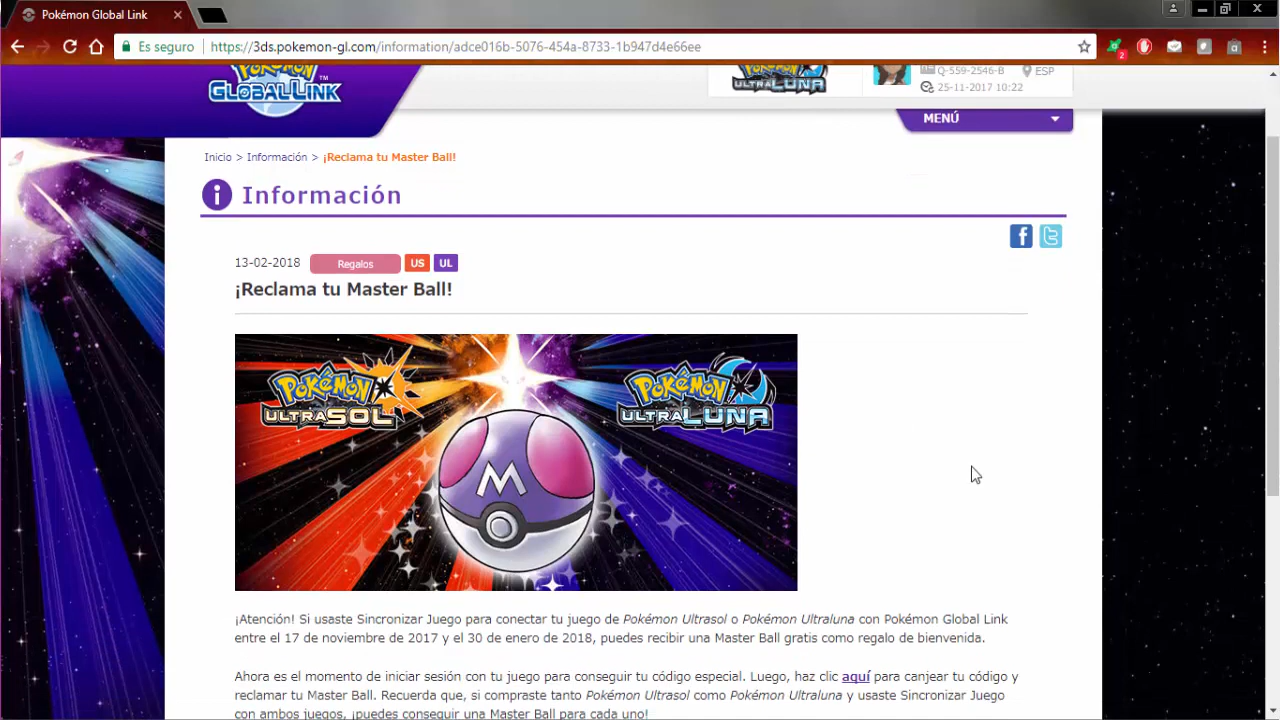 Pokémon Global Link
Es seguro
https://3ds.pokemon-gl.com/information/adce016b-5076-454a-8733-1b947d4e66ee
2
POKÉMON
GLOBAL LINK™
ULTRALUNA
Q-559-2546-B ESP
25-11-2017 10:22
MENÚ
Inicio > Información > ¡Reclama tu Master Ball!
i Información
f t
13-02-2018 Regalos US UL
¡Reclama tu Master Ball!
POKÉMON
ULTRASOL
POKÉMON
ULTRALUNA
M
¡Atención! Si usaste Sincronizar Juego para conectar tu juego de Pokémon Ultrasol o Pokémon Ultraluna con Pokémon Global Link
entre el 17 de noviembre de 2017 y el 30 de enero de 2018, puedes recibir una Master Ball gratis como regalo de bienvenida.
Ahora es el momento de iniciar sesión con tu juego para conseguir tu código especial. Luego, haz clic aquí para canjear tu código y
reclamar tu Master Ball. Recuerda que, si compraste tanto Pokémon Ultrasol como Pokémon Ultraluna y usaste Sincronizar Juego
con ambos juegos, ¡puedes conseguir una Master Ball para cada uno!